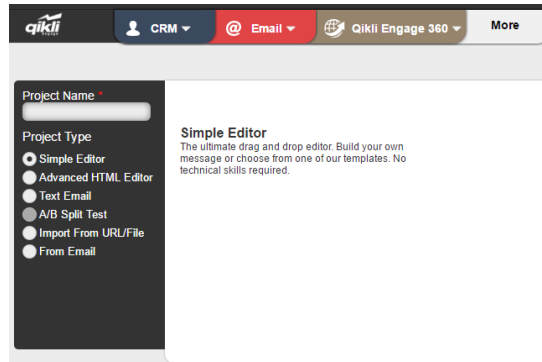 qikli
CRM
@ Email
Qikli Engage 360
More
Project Name *
Project Type
Simple Editor
Advanced HTML Editor
Text Email
A/B Split Test
Import From URL/File
From Email
Simple Editor
The ultimate drag and drop editor. Build your own
message or choose from one of our templates. No
technical skills required.